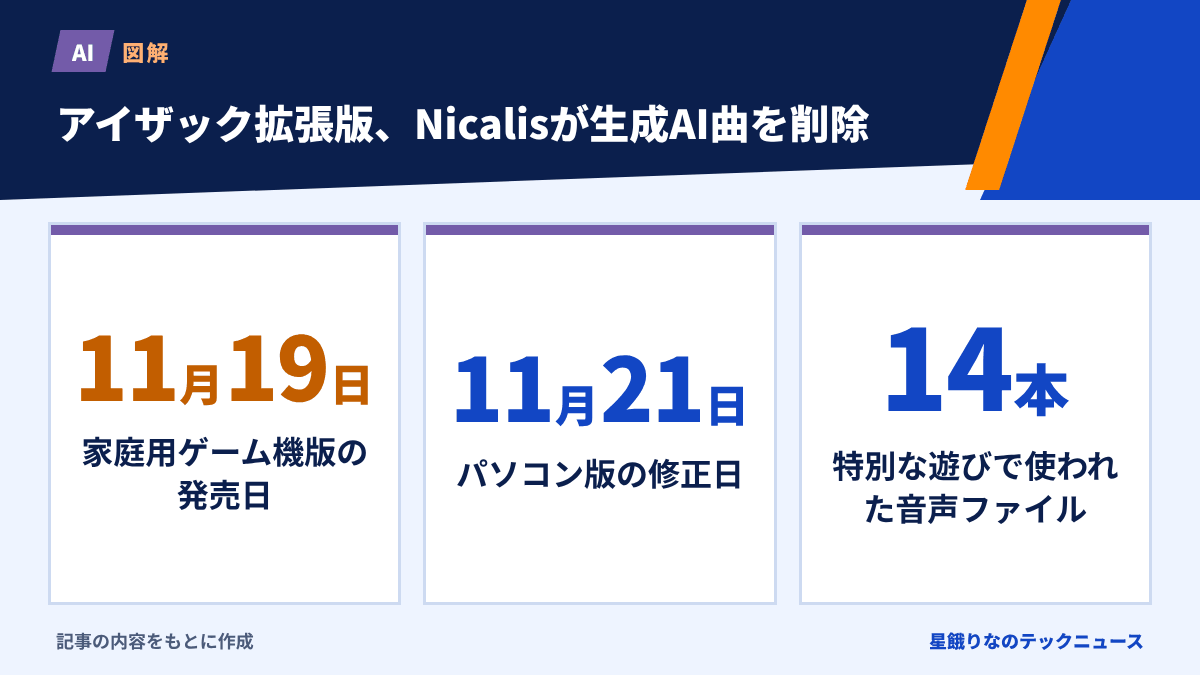 AI 図解
アイザック拡張版、Nicalisが生成AI曲を削除
11月19日
家庭用ゲーム機版の
発売日
11月21日
パソコン版の修正日
14本
特別な遊びで使われ
た音声ファイル
記事の内容をもとに作成
星餓りなのテックニュース